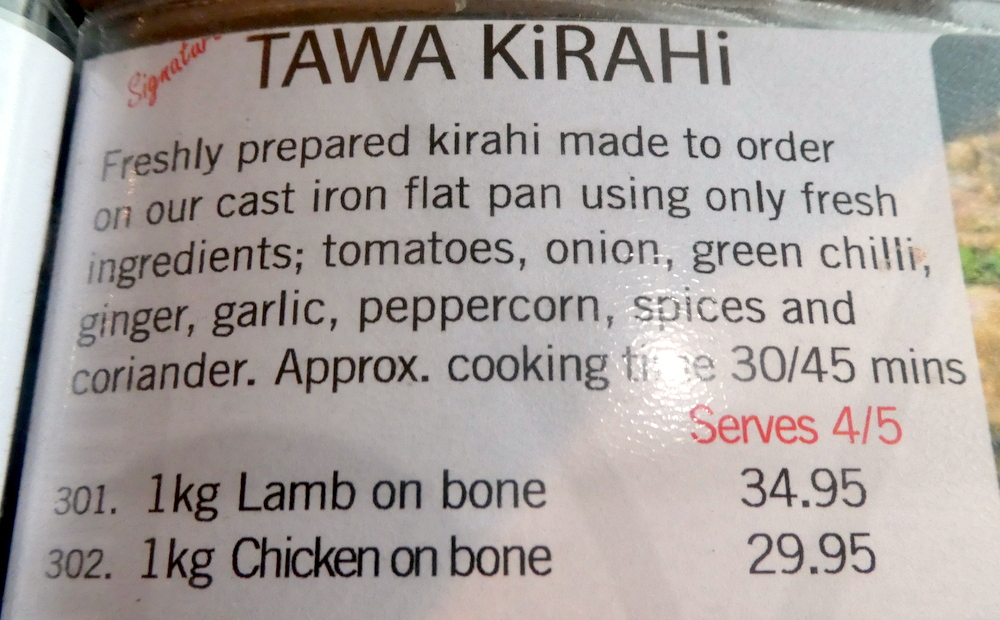 Signature TAWA KiRAHi
Freshly prepared kirahi made to order
on our cast iron flat pan using only fresh
ingredients; tomatoes, onion, green chilli,
ginger, garlic, peppercorn, spices and
coriander. Approx. cooking time 30/45 mins
Serves 4/5
301. 1kg Lamb on bone 34.95
302. 1kg Chicken on bone 29.95